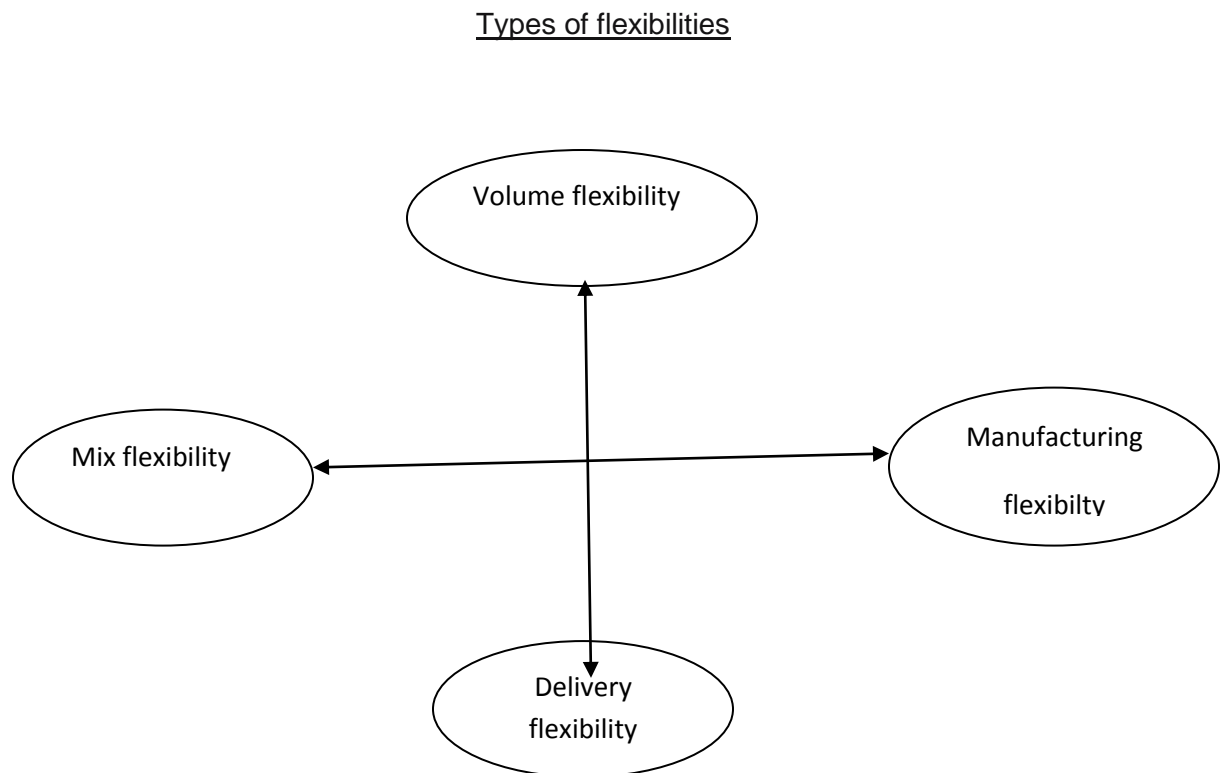 Types of flexibilities
Volume flexibility
Mix flexibility
Manufacturing
flexibilty
Delivery
flexibility